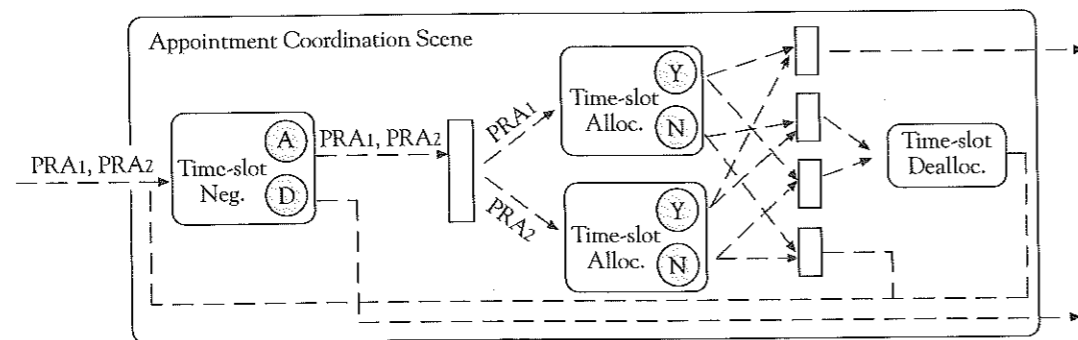 Appointment Coordination Scene
PRA1, PRA2
Time-slot
Neg.
A
D
PRA1, PRA2
PRA1
PRA2
Time-slot
Alloc.
Y
N
Time-slot
Alloc.
Y
N
Time-slot
Dealloc.